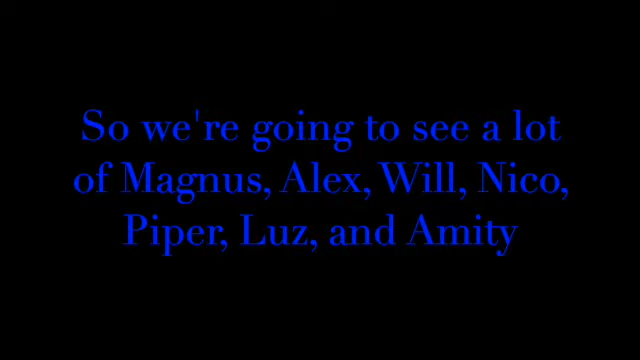 So we're going to see a lot
of Magnus, Alex, Will, Nico,
Piper, Luz, and Amity